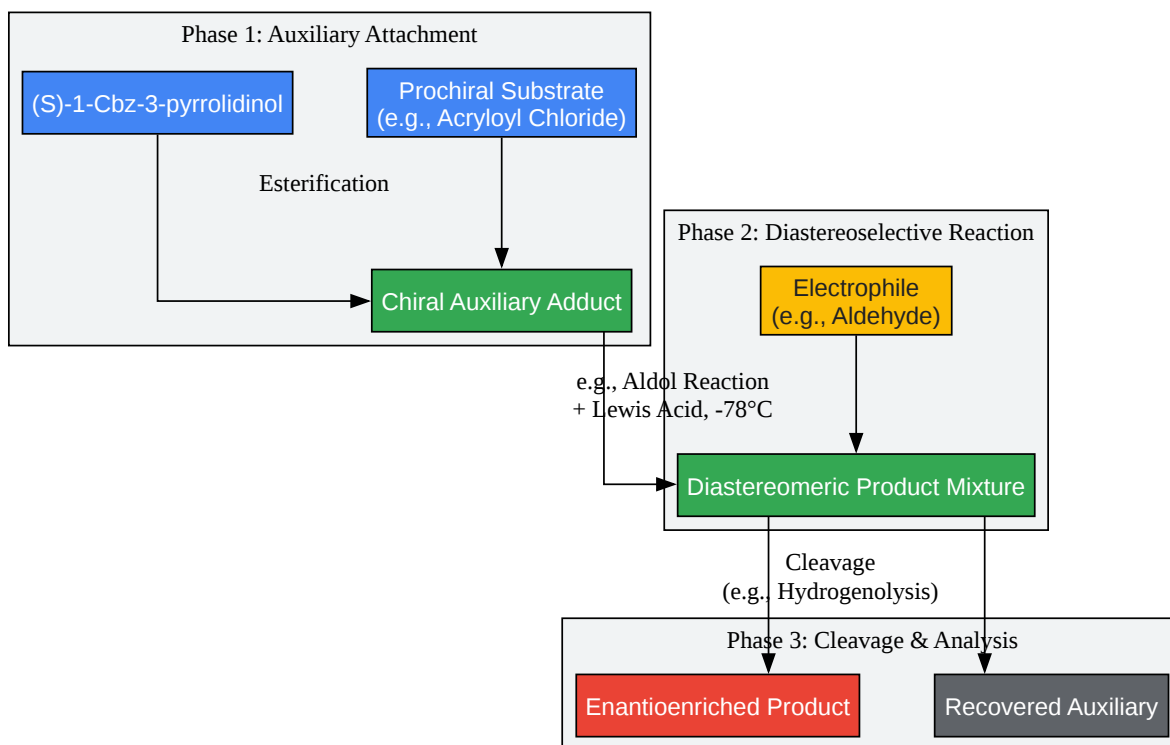 Phase 1: Auxiliary Attachment
(S)-1-Cbz-3-pyrrolidinol
Prochiral Substrate
(e.g., Acryloyl Chloride)
Esterification
Chiral Auxiliary Adduct
Phase 2: Diastereoselective Reaction
Electrophile
(e.g., Aldehyde)
e.g., Aldol Reaction
+ Lewis Acid, -78°C
Diastereomeric Product Mixture
Cleavage
(e.g., Hydrogenolysis)
Phase 3: Cleavage & Analysis
Enantioenriched Product
Recovered Auxiliary